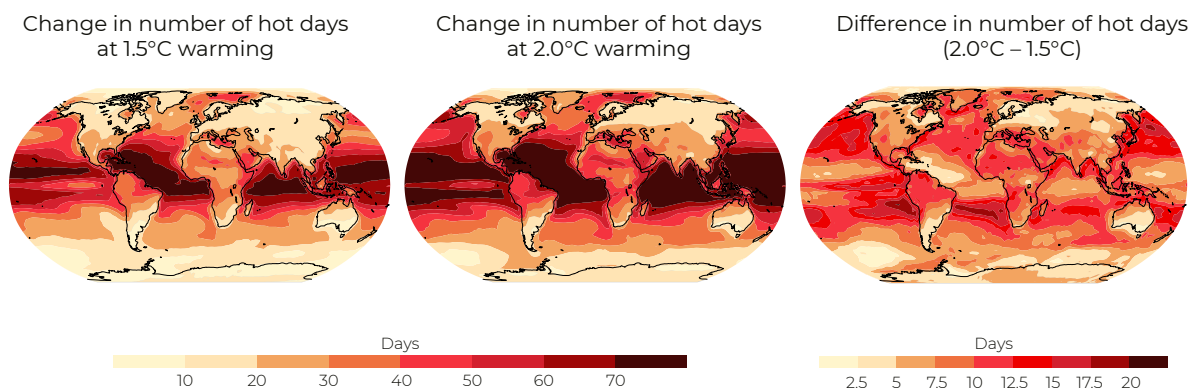 Change in number of hot days
at 1.5°C warming
Change in number of hot days
at 2.0°C warming
Difference in number of hot days
(2.0°C – 1.5°C)
Days
10 20 30 40 50 60 70
Days
2.5 5 7.5 10 12.5 15 17.5 20